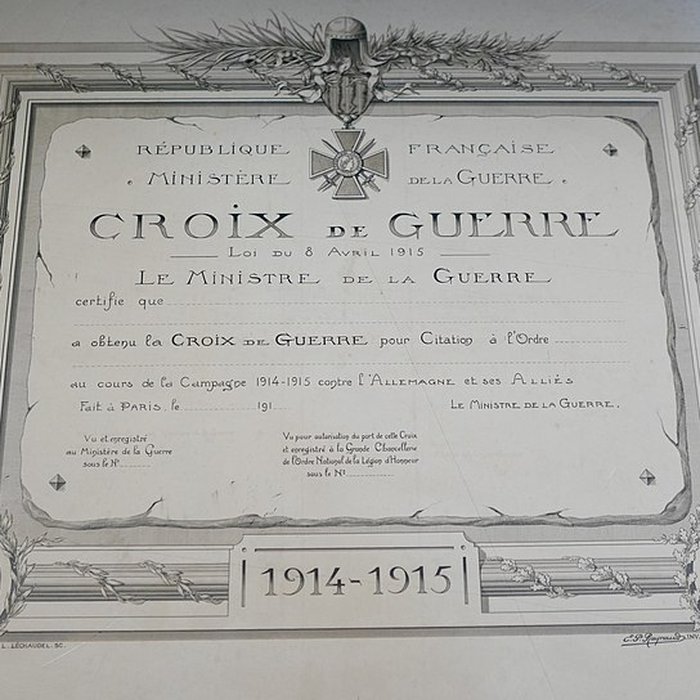 RÉPUBLIQUE FRANÇAISE
MINISTÈRE DE LA GUERRE
CROIX DE GUERRE
LOI DU 8 AVRIL 1915
LE MINISTRE DE LA GUERRE
certifie que
a obtenu la CROIX DE GUERRE pour Citation à l'Ordre
au cours de la Campagne 1914-1915 contre l'ALLEMAGNE et ses ALLIÉS
Fait à PARIS, le 191 LE MINISTRE DE LA GUERRE,
Vu et enregistré
au Ministère de la Guerre
sous le N°
Vu pour autorisation du port de cette Croix
et enregistré à la Grande Chancellerie
de l'Ordre National de la Légion d'Honneur
sous le N°
1914-1915
L. LÉCHAUDEL. SC. E. P. Raynaud INV.